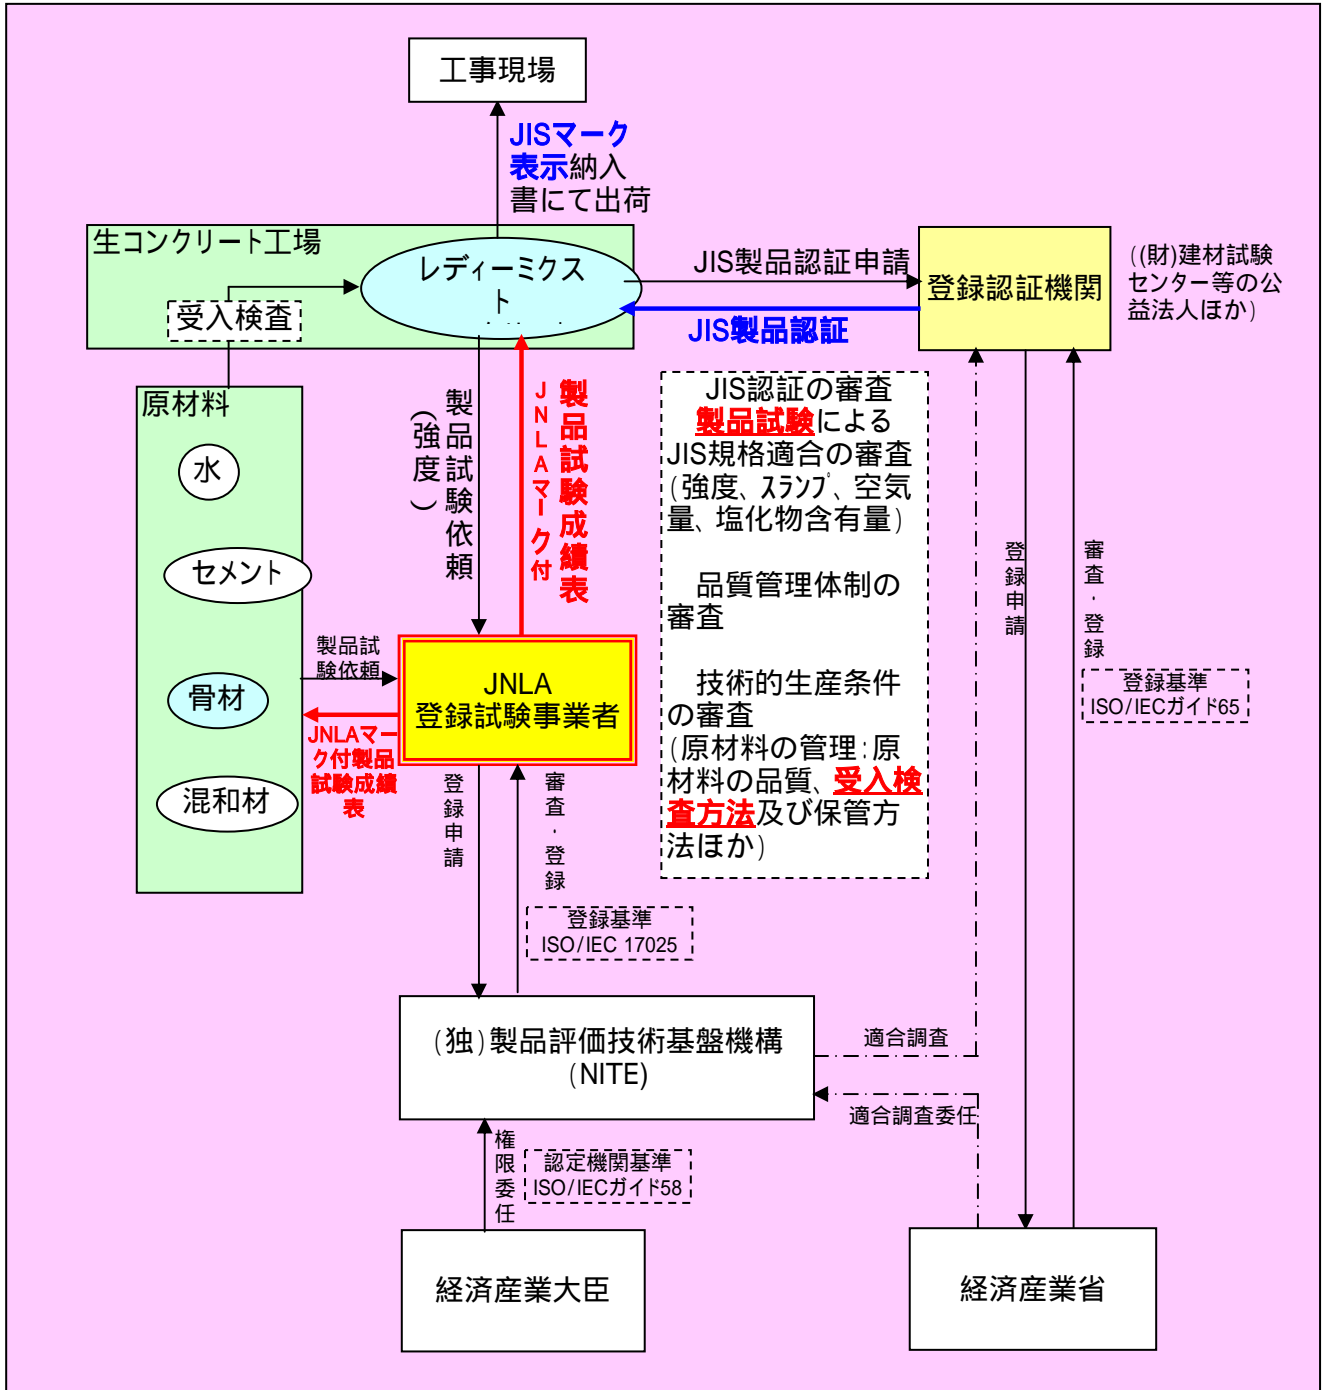 工事現場
JISマーク
表示納入
書にて出荷
生コンクリート工場
レディーミクス
ト
受入検査
JIS製品認証申請
JIS製品認証
登録認証機関
((財)建材試験
センター等の公
益法人ほか)
原材料
水
セメント
骨材
混和材
製品試験依頼
(強度)
製品試験成績表
JNLAマーク付
製品試
験依頼
JNLAマー
ク付製品
試験成績
表
JNLA
登録試験事業者
JIS認証の審査
製品試験による
JIS規格適合の審査
(強度、スランプ、空気
量、塩化物含有量)
品質管理体制の
審査
技術的生産条件
の審査
(原材料の管理:原
材料の品質、受入検
査方法及び保管方
法ほか)
登録申請
審査・登録
登録基準
ISO/IECガイド65
登録申請
審査・登録
登録基準
ISO/IEC 17025
(独)製品評価技術基盤機構
(NITE)
適合調査
適合調査委任
権限委任
認定機関基準
ISO/IECガイド58
経済産業大臣
経済産業省